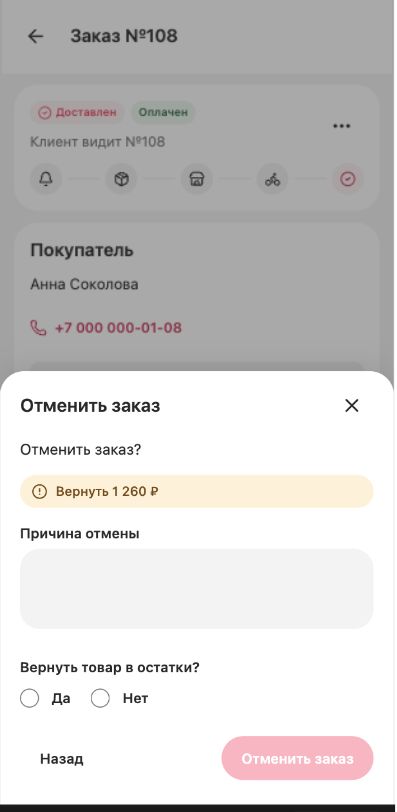 Заказ №108
Доставлен Оплачен
Клиент видит №108
Покупатель
Анна Соколова
+7 000 000-01-08
Отменить заказ
Отменить заказ?
Вернуть 1 260 ₽
Причина отмены
Вернуть товар в остатки?
Да Нет
Назад Отменить заказ